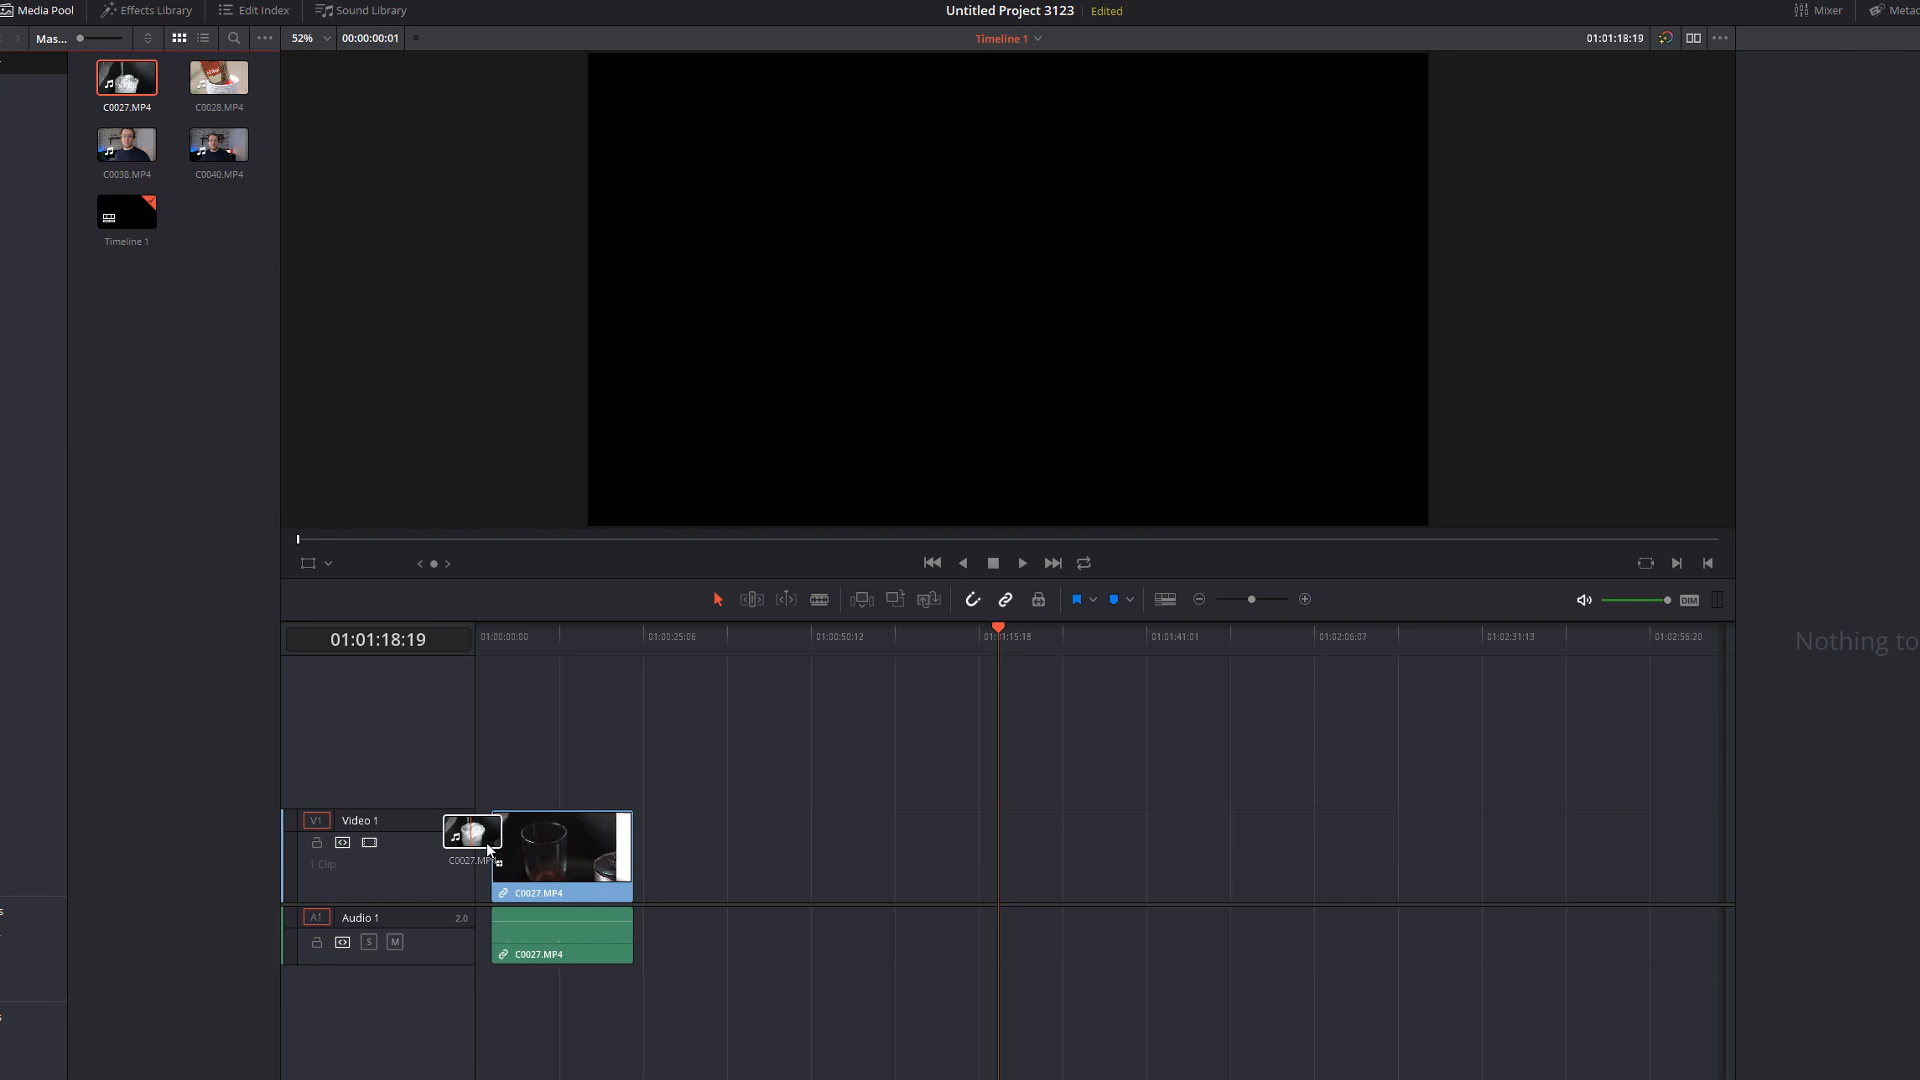 Media Pool
Effects Library
Edit Index
Sound Library
Untitled Project 3123
Edited
Mixer
Mas...
52%
00:00:00:01
Timeline 1
01:01:18:19
C0027.MP4
C0028.MP4
C0038.MP4
C0040.MP4
Timeline 1
DIM
01:01:18:19
01:00:00:00
01:00:25:06
01:00:50:12
01:01:15:18
01:01:41:01
01:02:06:07
01:02:31:13
01:02:56:20
Nothing to
V1
Video 1
1 Clip
C0027.MP4
A1
Audio 1
2.0
S
M
C0027.MP4